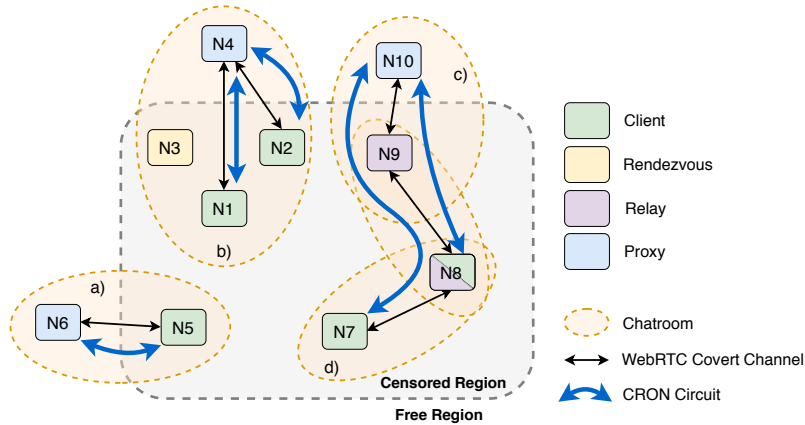 N4
N10
c)
N3
N2
N9
N1
b)
N8
a)
N6
N5
N7
d)
Censored Region
Free Region
Client
Rendezvous
Relay
Proxy
Chatroom
WebRTC Covert Channel
CRON Circuit